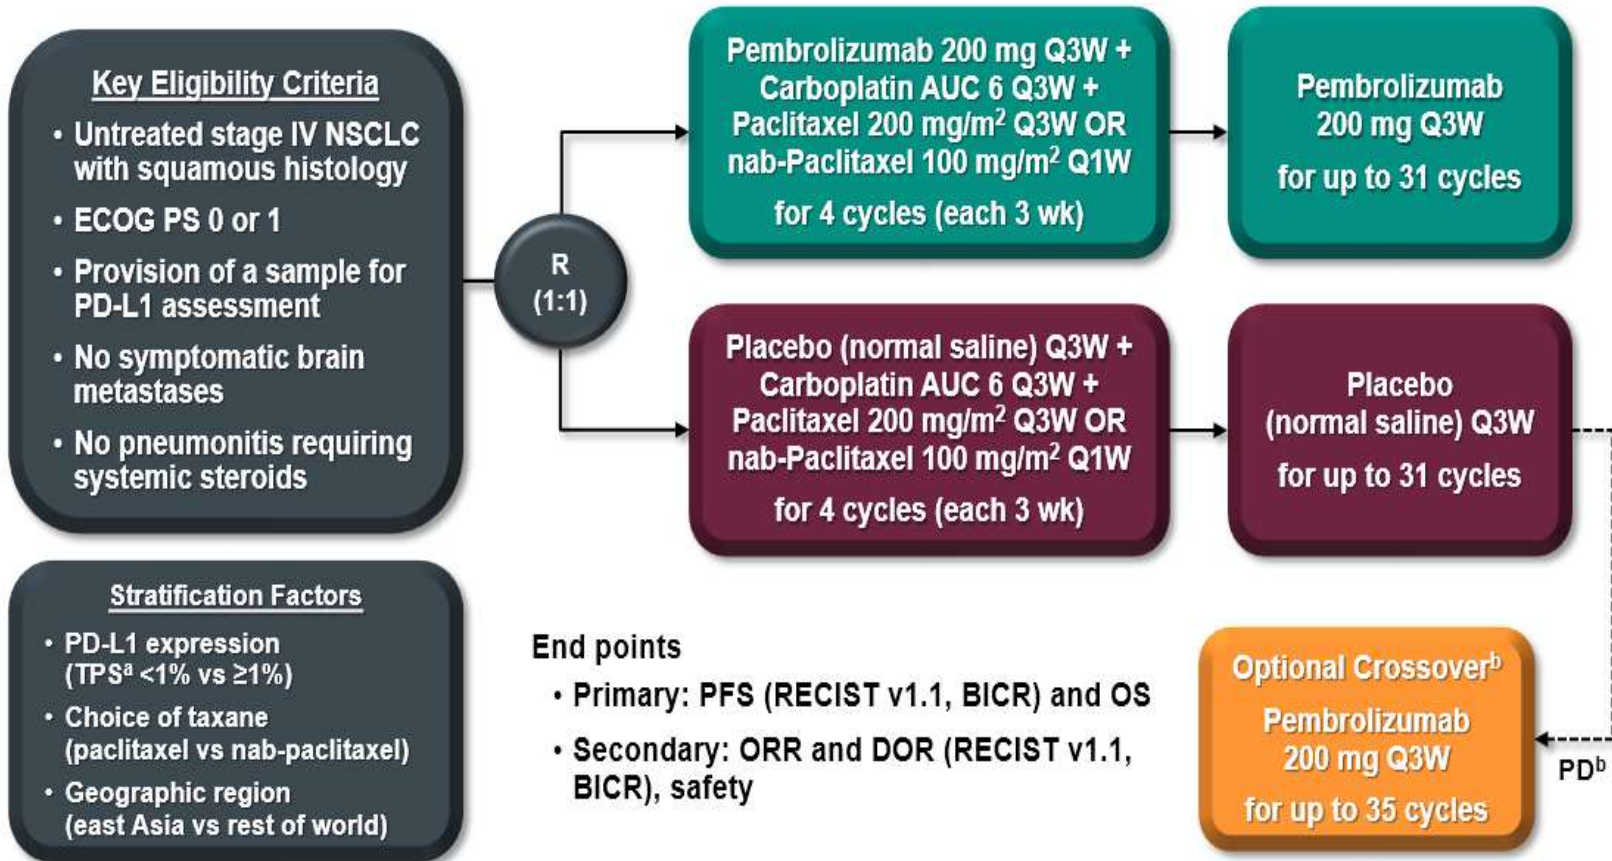 Key Eligibility Criteria
• Untreated stage IV NSCLC
with squamous histology
• ECOG PS 0 or 1
• Provision of a sample for
PD-L1 assessment
• No symptomatic brain
metastases
• No pneumonitis requiring
systemic steroids
Stratification Factors
• PD-L1 expression
(TPSᵃ <1% vs ≥1%)
• Choice of taxane
(paclitaxel vs nab-paclitaxel)
• Geographic region
(east Asia vs rest of world)
R
(1:1)
Pembrolizumab 200 mg Q3W +
Carboplatin AUC 6 Q3W +
Paclitaxel 200 mg/m² Q3W OR
nab-Paclitaxel 100 mg/m² Q1W
for 4 cycles (each 3 wk)
Pembrolizumab
200 mg Q3W
for up to 31 cycles
Placebo (normal saline) Q3W +
Carboplatin AUC 6 Q3W +
Paclitaxel 200 mg/m² Q3W OR
nab-Paclitaxel 100 mg/m² Q1W
for 4 cycles (each 3 wk)
Placebo
(normal saline) Q3W
for up to 31 cycles
End points
• Primary: PFS (RECIST v1.1, BICR) and OS
• Secondary: ORR and DOR (RECIST v1.1,
BICR), safety
Optional Crossoverᵇ
Pembrolizumab
200 mg Q3W
for up to 35 cycles
PDᵇ